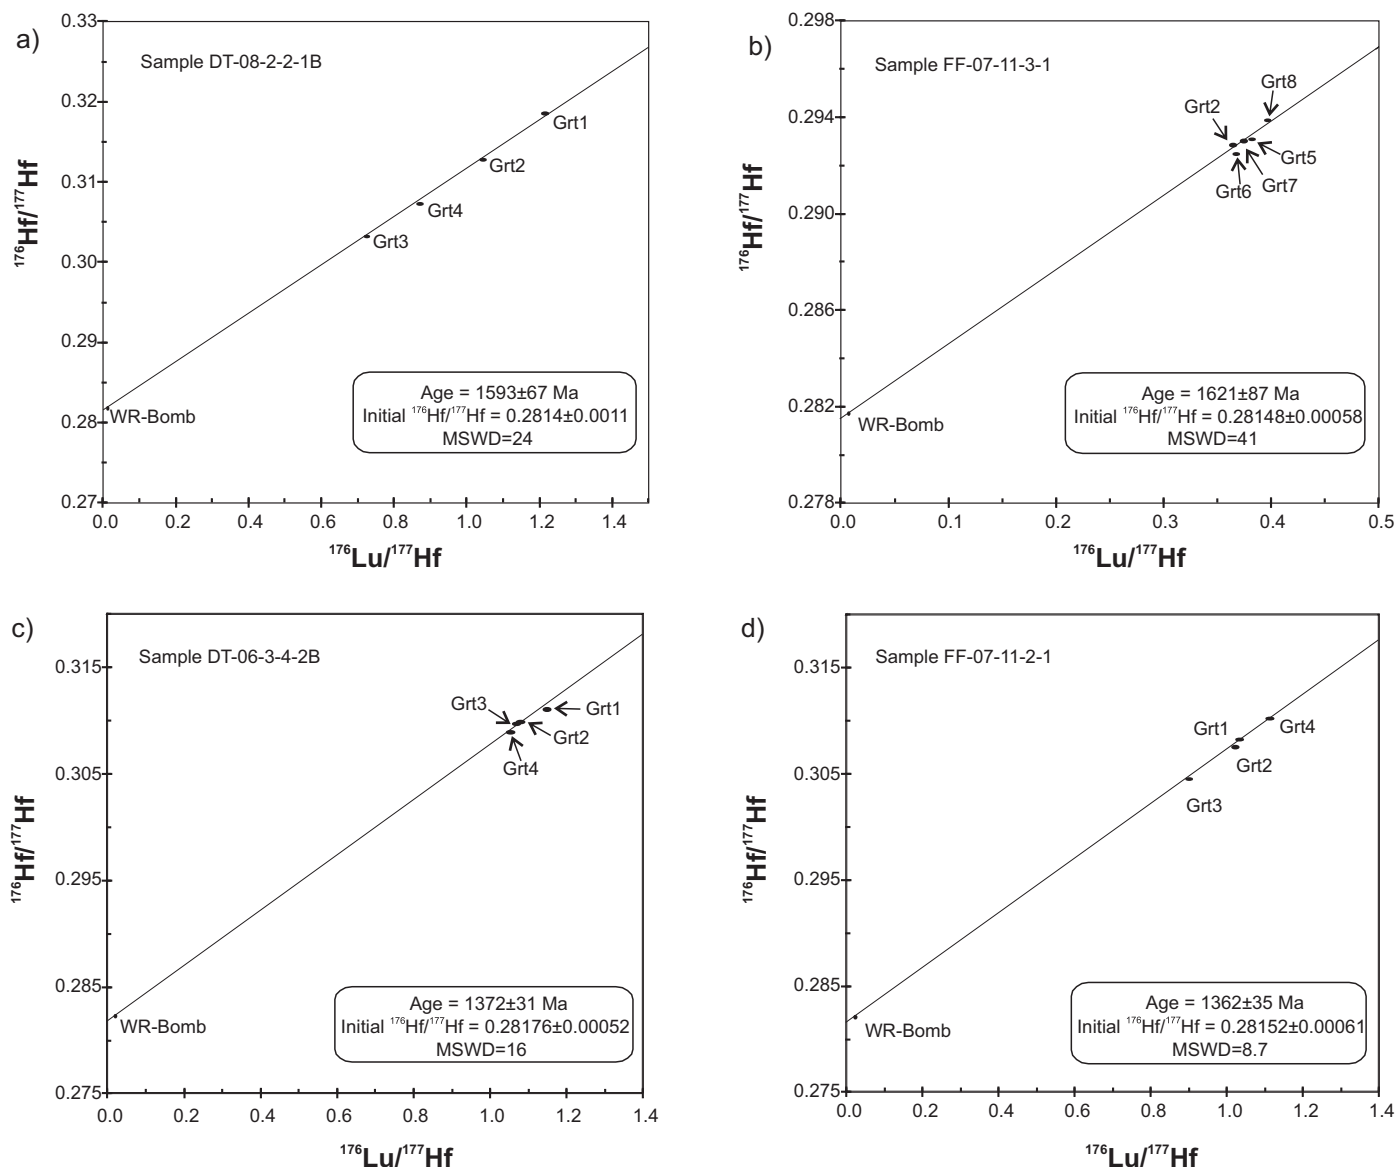 a)
Sample DT-08-2-2-1B
0.33
0.32
0.31
0.30
0.29
0.28
0.27
176Hf/177Hf
Grt1
Grt2
Grt4
Grt3
WR-Bomb
Age = 1593±67 Ma
Initial 176Hf/177Hf = 0.2814±0.0011
MSWD=24
0.0 0.2 0.4 0.6 0.8 1.0 1.2 1.4
176Lu/177Hf
b)
Sample FF-07-11-3-1
0.298
0.294
0.290
0.286
0.282
0.278
176Hf/177Hf
Grt8
Grt2
Grt5
Grt7
Grt6
WR-Bomb
Age = 1621±87 Ma
Initial 176Hf/177Hf = 0.28148±0.00058
MSWD=41
0.0 0.1 0.2 0.3 0.4 0.5
176Lu/177Hf
c)
Sample DT-06-3-4-2B
0.315
0.305
0.295
0.285
0.275
176Hf/177Hf
Grt3
Grt1
Grt2
Grt4
WR-Bomb
Age = 1372±31 Ma
Initial 176Hf/177Hf = 0.28176±0.00052
MSWD=16
0.0 0.2 0.4 0.6 0.8 1.0 1.2 1.4
176Lu/177Hf
d)
Sample FF-07-11-2-1
0.315
0.305
0.295
0.285
0.275
176Hf/177Hf
Grt1
Grt4
Grt2
Grt3
WR-Bomb
Age = 1362±35 Ma
Initial 176Hf/177Hf = 0.28152±0.00061
MSWD=8.7
0.0 0.2 0.4 0.6 0.8 1.0 1.2 1.4
176Lu/177Hf